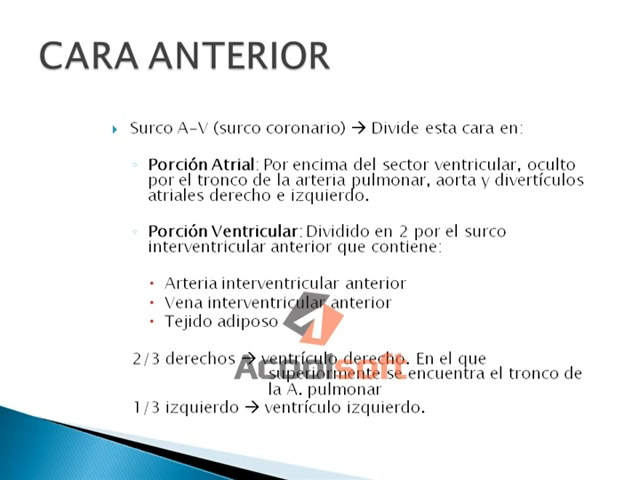 CARA ANTERIOR
Surco A-V (surco coronario) → Divide esta cara en:
Porción Atrial: Por encima del sector ventricular, oculto
por el tronco de la arteria pulmonar, aorta y divertículos
atriales derecho e izquierdo.
Porción Ventricular: Dividido en 2 por el surco
interventricular anterior que contiene:
Arteria interventricular anterior
Vena interventricular anterior
Tejido adiposo
2/3 derechos → ventrículo derecho. En el que
superiormente se encuentra el tronco de
la A. pulmonar
1/3 izquierdo → ventrículo izquierdo.